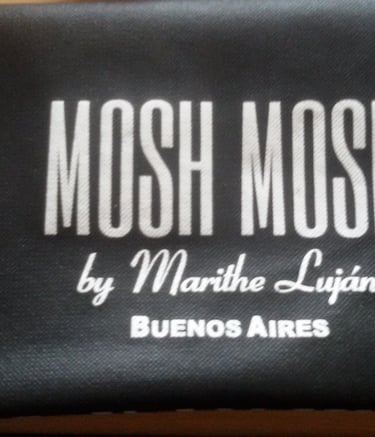 MOSH MOS
by Marithe Luján
BUENOS AIRES